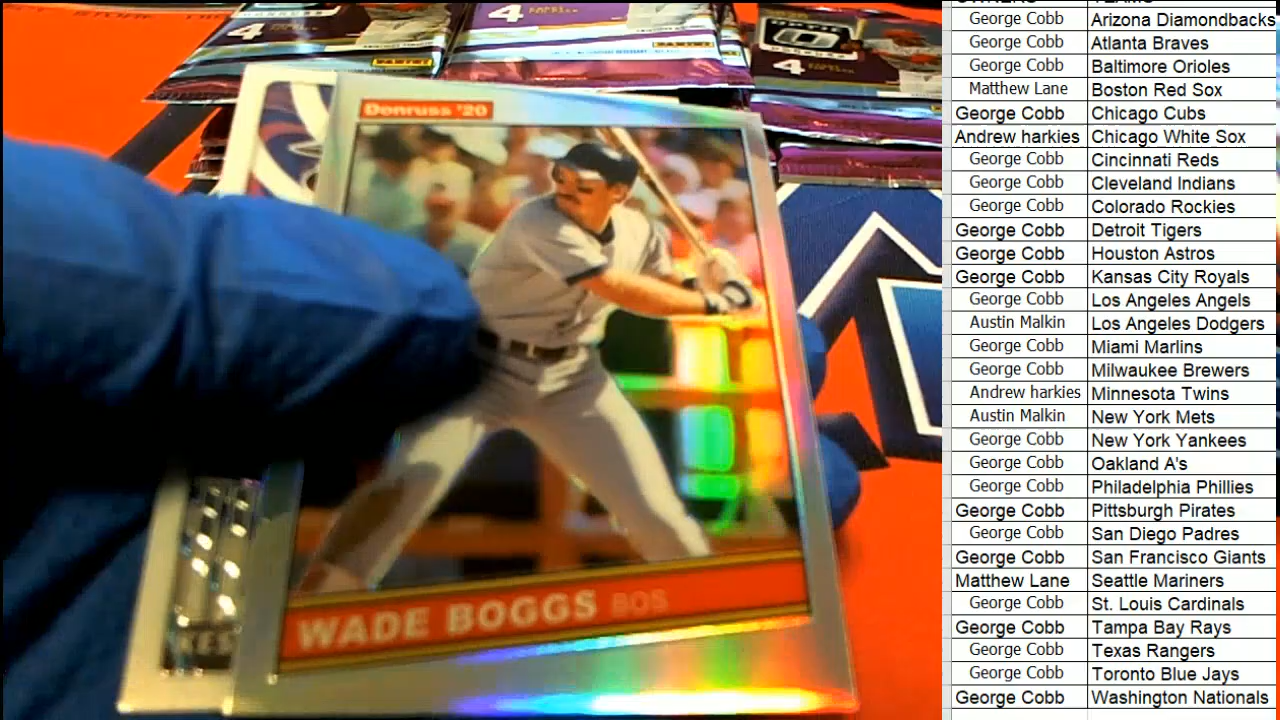 4
4
4
Donruss '20
WADE BOGGS BOS
KES
OWNERS TEAMS
George Cobb Arizona Diamondbacks
George Cobb Atlanta Braves
George Cobb Baltimore Orioles
Matthew Lane Boston Red Sox
George Cobb Chicago Cubs
Andrew harkies Chicago White Sox
George Cobb Cincinnati Reds
George Cobb Cleveland Indians
George Cobb Colorado Rockies
George Cobb Detroit Tigers
George Cobb Houston Astros
George Cobb Kansas City Royals
George Cobb Los Angeles Angels
Austin Malkin Los Angeles Dodgers
George Cobb Miami Marlins
George Cobb Milwaukee Brewers
Andrew harkies Minnesota Twins
Austin Malkin New York Mets
George Cobb New York Yankees
George Cobb Oakland A's
George Cobb Philadelphia Phillies
George Cobb Pittsburgh Pirates
George Cobb San Diego Padres
George Cobb San Francisco Giants
Matthew Lane Seattle Mariners
George Cobb St. Louis Cardinals
George Cobb Tampa Bay Rays
George Cobb Texas Rangers
George Cobb Toronto Blue Jays
George Cobb Washington Nationals